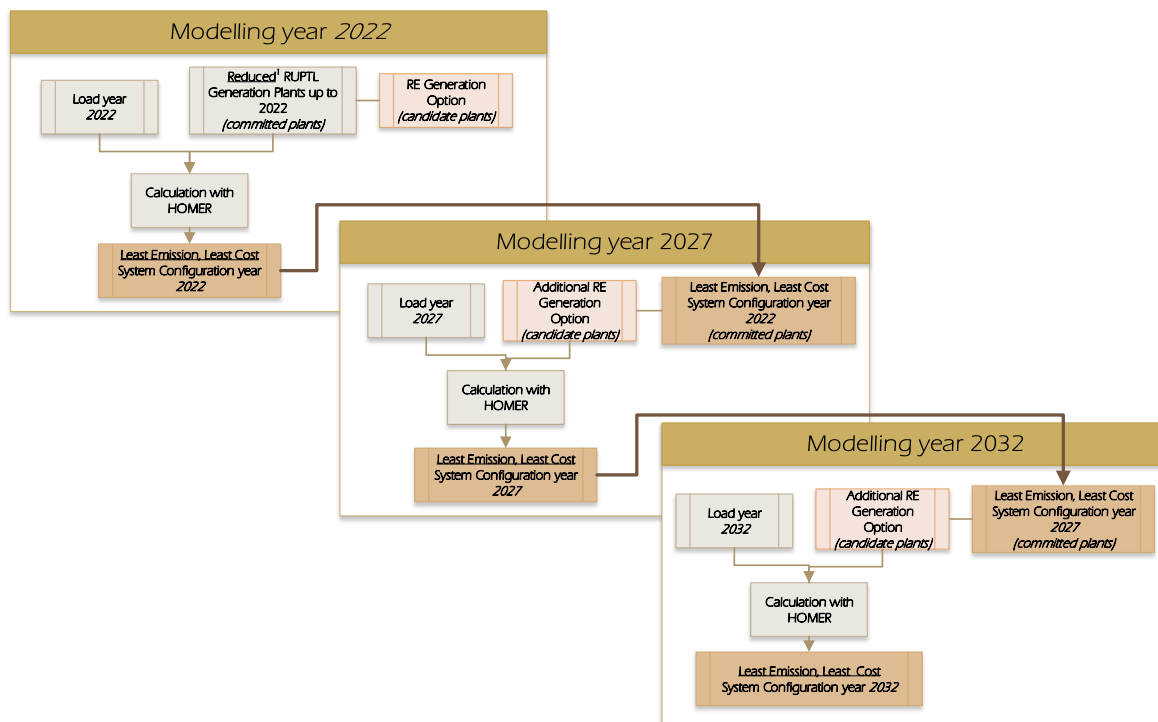 Modelling year 2022
Load year
2022
Reduced¹ RUPTL
Generation Plants up to
2022
(committed plants)
RE Generation
Option
(candidate plants)
Calculation with
HOMER
Least Emission, Least Cost
System Configuration year
2022
Modelling year 2027
Load year
2027
Additional RE
Generation
Option
(candidate plants)
Least Emission, Least Cost
System Configuration year
2022
(committed plants)
Calculation with
HOMER
Least Emission, Least Cost
System Configuration year
2027
Modelling year 2032
Load year
2032
Additional RE
Generation
Option
(candidate plants)
Least Emission, Least Cost
System Configuration year
2027
(committed plants)
Calculation with
HOMER
Least Emission, Least Cost
System Configuration year 2032